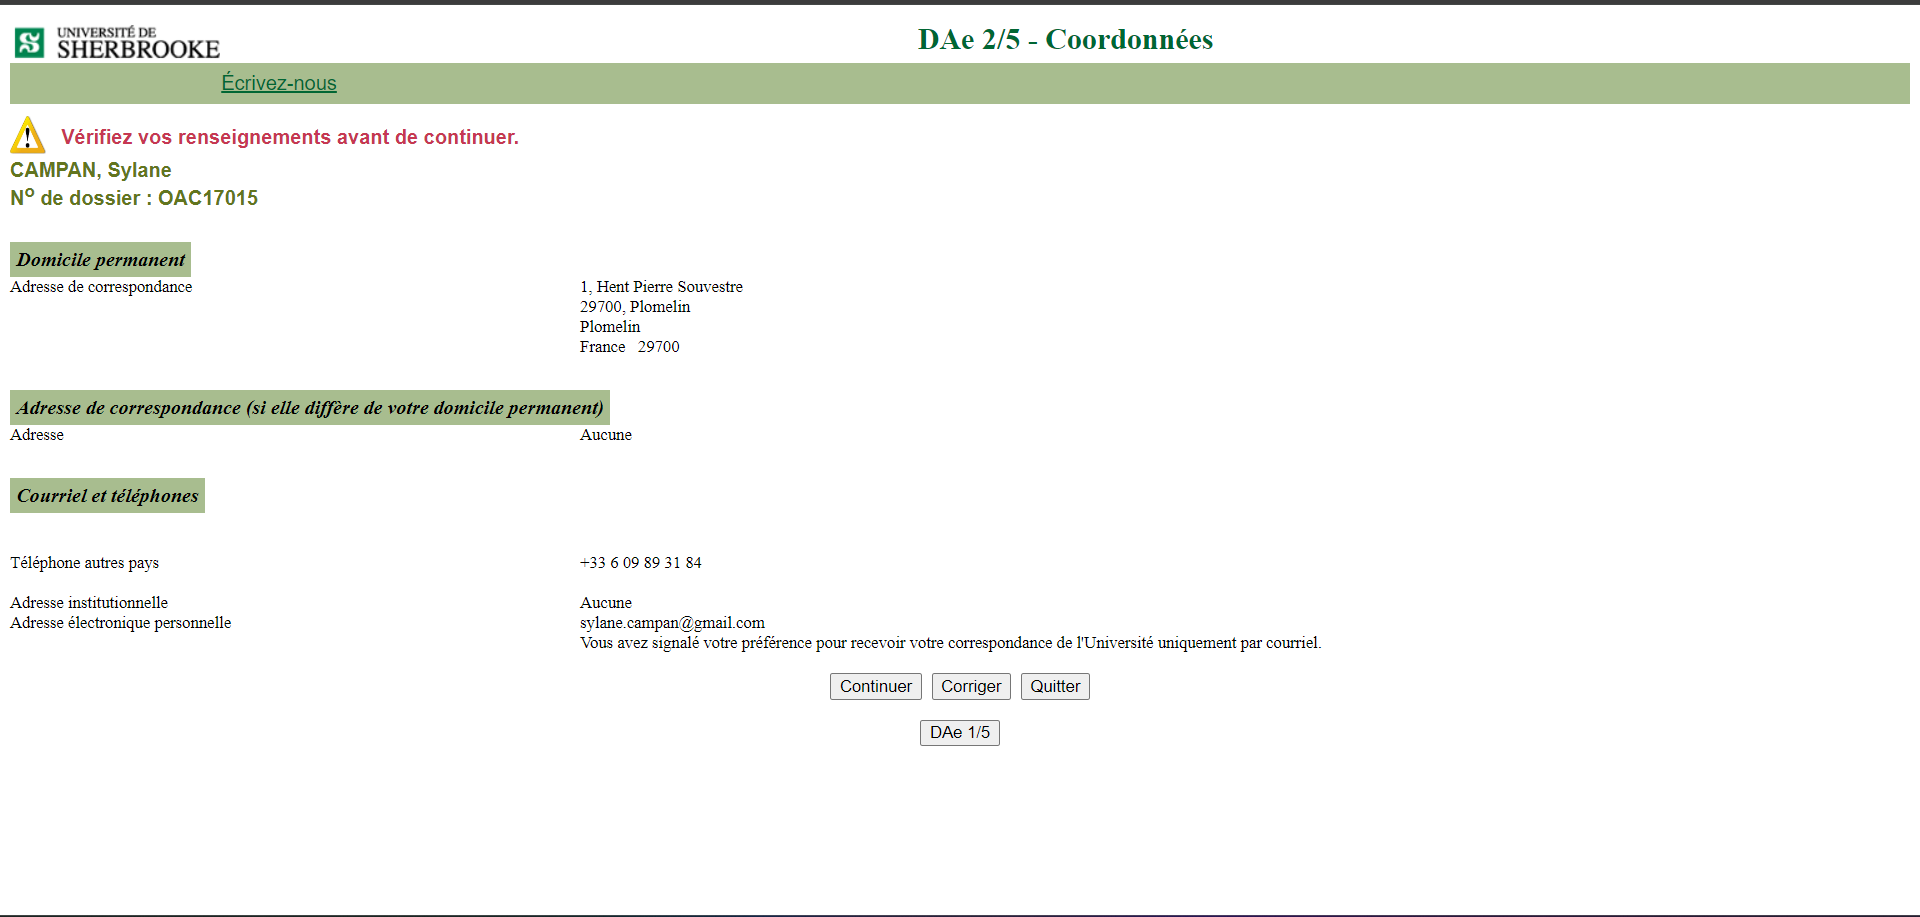 UNIVERSITÉ DE
SHERBROOKE
DAe 2/5 - Coordonnées
Écrivez-nous
Vérifiez vos renseignements avant de continuer.
CAMPAN, Sylane
Nº de dossier : OAC17015
Domicile permanent
Adresse de correspondance 1, Hent Pierre Souvestre
29700, Plomelin
Plomelin
France 29700
Adresse de correspondance (si elle diffère de votre domicile permanent)
Adresse Aucune
Courriel et téléphones
Téléphone autres pays +33 6 09 89 31 84
Adresse institutionnelle Aucune
Adresse électronique personnelle sylane.campan@gmail.com
Vous avez signalé votre préférence pour recevoir votre correspondance de l'Université uniquement par courriel.
Continuer Corriger Quitter
DAe 1/5